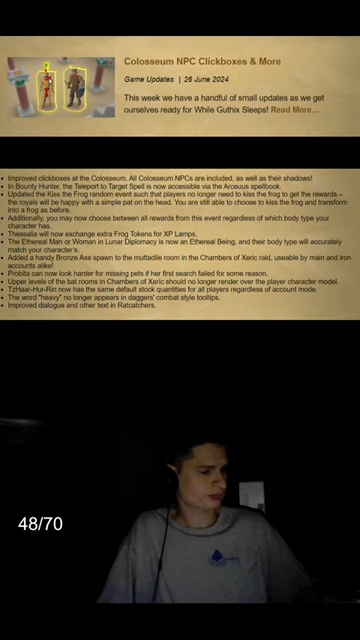 Colosseum NPC Clickboxes & More
Game Updates | 26 June 2024
This week we have a handful of small updates as we get
ourselves ready for While Guthix Sleeps! Read More...
• Improved clickboxes at the Colosseum. All Colosseum NPCs are included, as well as their shadows!
• In Bounty Hunter, the Teleport to Target Spell is now accessible via the Arceuus spellbook.
• Updated the Kiss the Frog random event such that players no longer need to kiss the frog to get the rewards –
the royals will be happy with a simple pat on the head. You are still able to choose to kiss the frog and transform
into a frog as before.
• Additionally, you may now choose between all rewards from this event regardless of which body type your
character has.
• Thessalia will now exchange extra Frog Tokens for XP Lamps.
• The Ethereal Man or Woman in Lunar Diplomacy is now an Ethereal Being, and their body type will accurately
match your character's.
• Added a handy Bronze Axe spawn to the muttadile room in the Chambers of Xeric raid, useable by main and iron
accounts alike!
• Probita can now look harder for missing pets if her first search failed for some reason.
• Upper levels of the bat rooms in Chambers of Xeric should no longer render over the player character model.
• TzHaar-Hur-Rin now has the same default stock quantities for all players regardless of account mode.
• The word "heavy" no longer appears in daggers' combat style tooltips.
• Improved dialogue and other text in Ratcatchers.
48/70